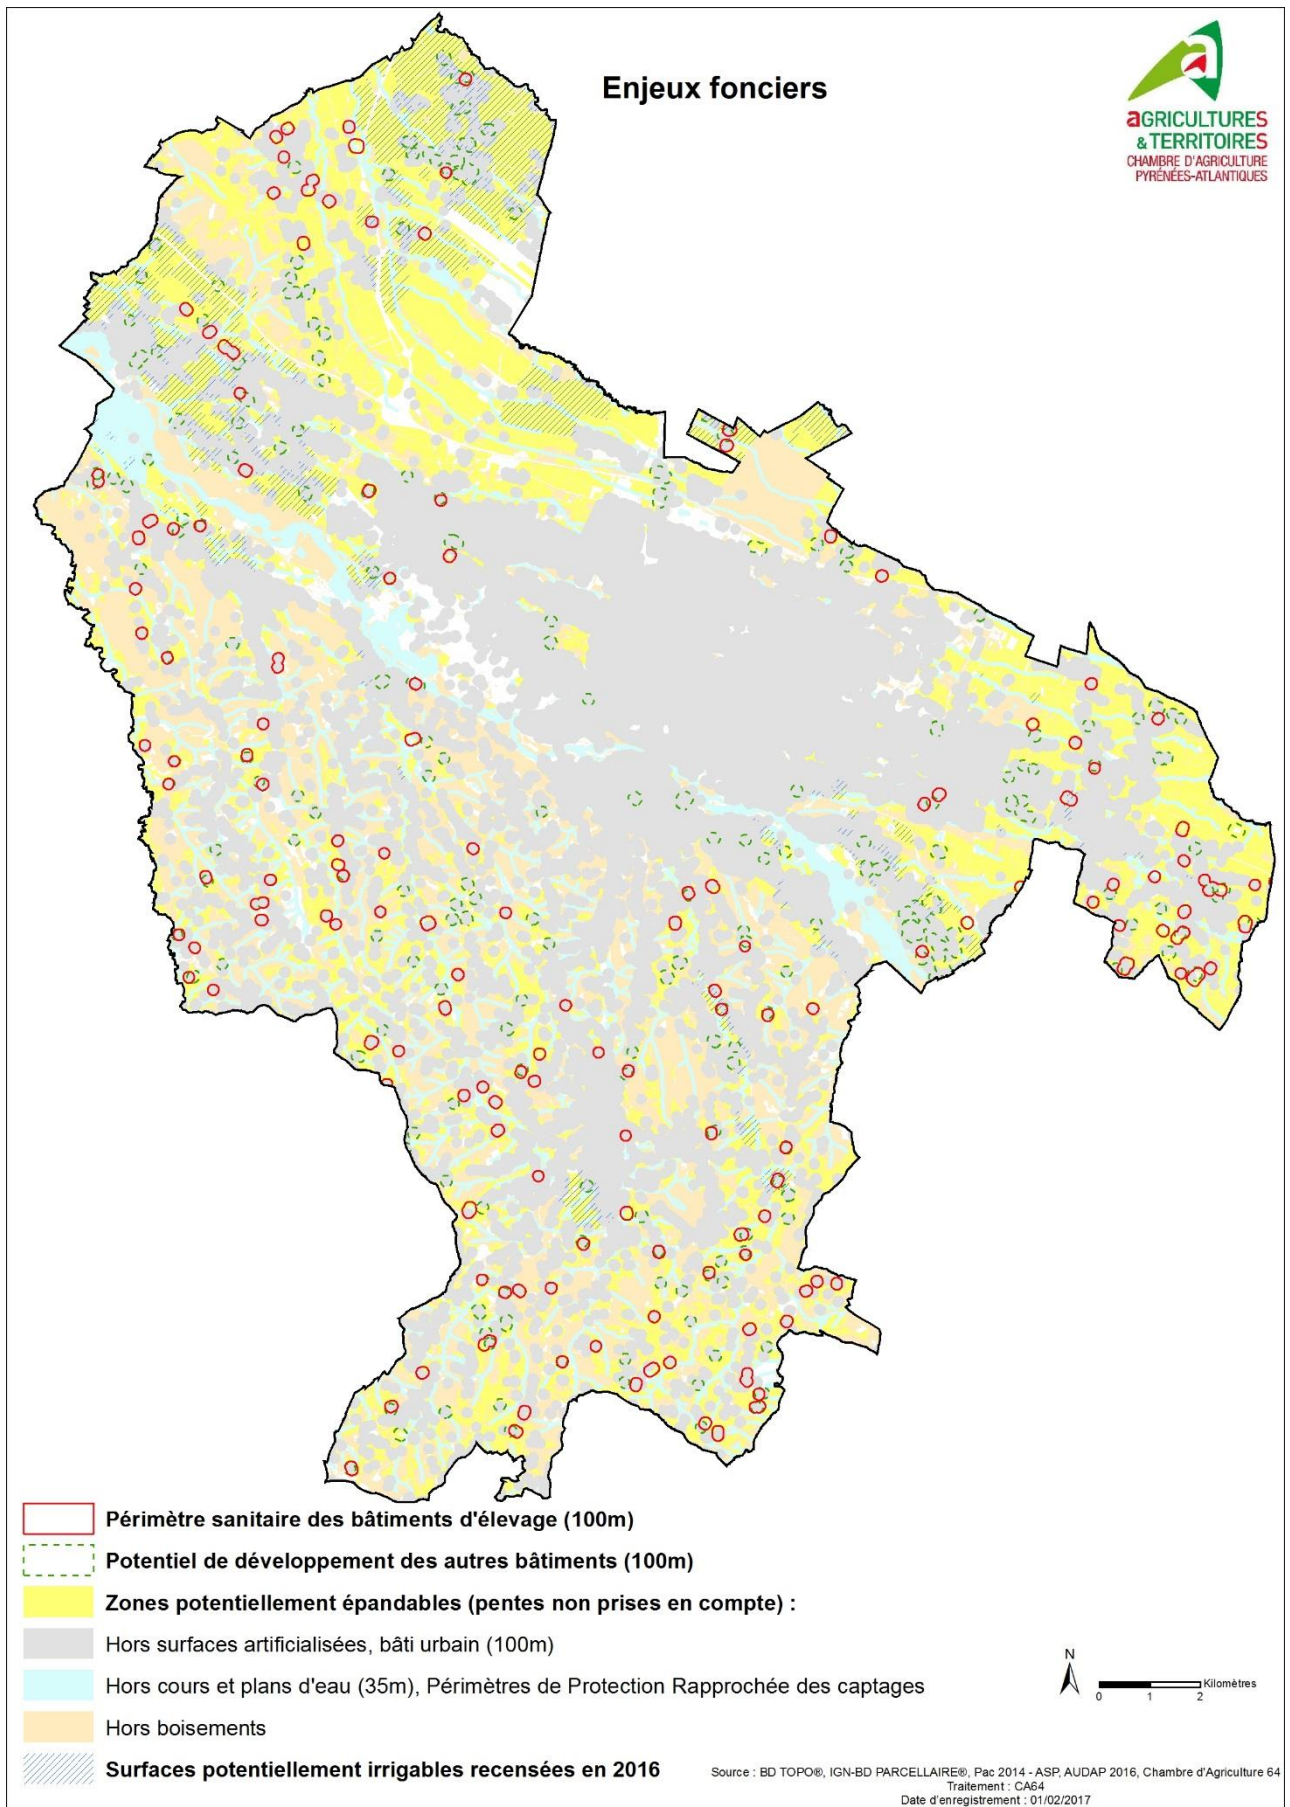 Enjeux fonciers
aGRICULTURES
& TERRITOIRES
CHAMBRE D'AGRICULTURE
PYRÉNÉES-ATLANTIQUES
Périmètre sanitaire des bâtiments d'élevage (100m)
Potentiel de développement des autres bâtiments (100m)
Zones potentiellement épandables (pentes non prises en compte) :
Hors surfaces artificialisées, bâti urbain (100m)
Hors cours et plans d'eau (35m), Périmètres de Protection Rapprochée des captages
Hors boisements
Surfaces potentiellement irrigables recensées en 2016
N
Kilomètres
0 1 2
Source : BD TOPO®, IGN-BD PARCELLAIRE®, Pac 2014 - ASP, AUDAP 2016, Chambre d'Agriculture 64
Traitement : CA64
Date d'enregistrement : 01/02/2017